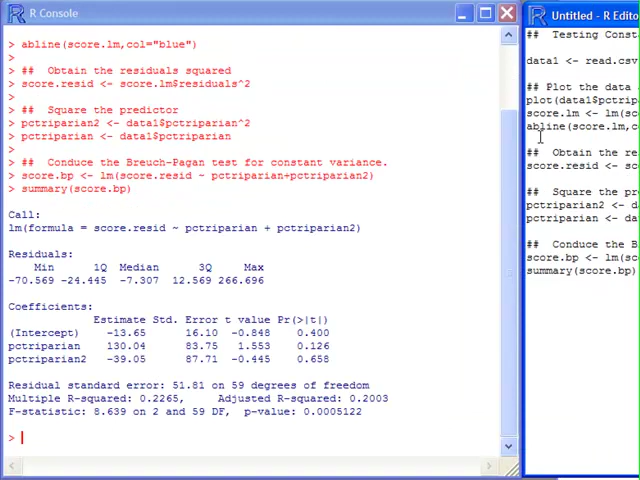 R Console
> abline(score.lm,col="blue")
>
> ##  Obtain the residuals squared
> score.resid <- score.lm$residuals^2
>
> ##  Square the predictor
> pctriparian2 <- data1$pctriparian^2
> pctriparian <- data1$pctriparian
>
> ##  Conduce the Breuch-Pagan test for constant variance.
> score.bp <- lm(score.resid ~ pctriparian+pctriparian2)
> summary(score.bp)
Call:
lm(formula = score.resid ~ pctriparian + pctriparian2)
Residuals:
Min 1Q Median 3Q Max
-70.569 -24.445 -7.307 12.569 266.696
Coefficients:
Estimate Std. Error t value Pr(>|t|)
(Intercept) -13.65 16.10 -0.848 0.400
pctriparian 130.04 83.75 1.553 0.126
pctriparian2 -39.05 87.71 -0.445 0.658
Residual standard error: 51.81 on 59 degrees of freedom
Multiple R-squared: 0.2265, Adjusted R-squared: 0.2003
F-statistic: 8.639 on 2 and 59 DF, p-value: 0.0005122
>
Untitled - R Edito
##  Testing Const
data1 <- read.csv
## Plot the data
plot(data1$pctrip
score.lm <- lm(sc
abline(score.lm,c
##  Obtain the re
score.resid <- sc
##  Square the pr
pctriparian2 <- d
pctriparian <- da
##  Conduce the B
score.bp <- lm(sc
summary(score.bp)